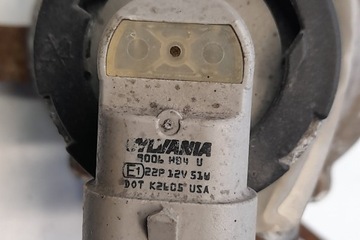 SYLVANIA
9006 HB4 U
E1 22P 12V 51W
DOT K2605 USA